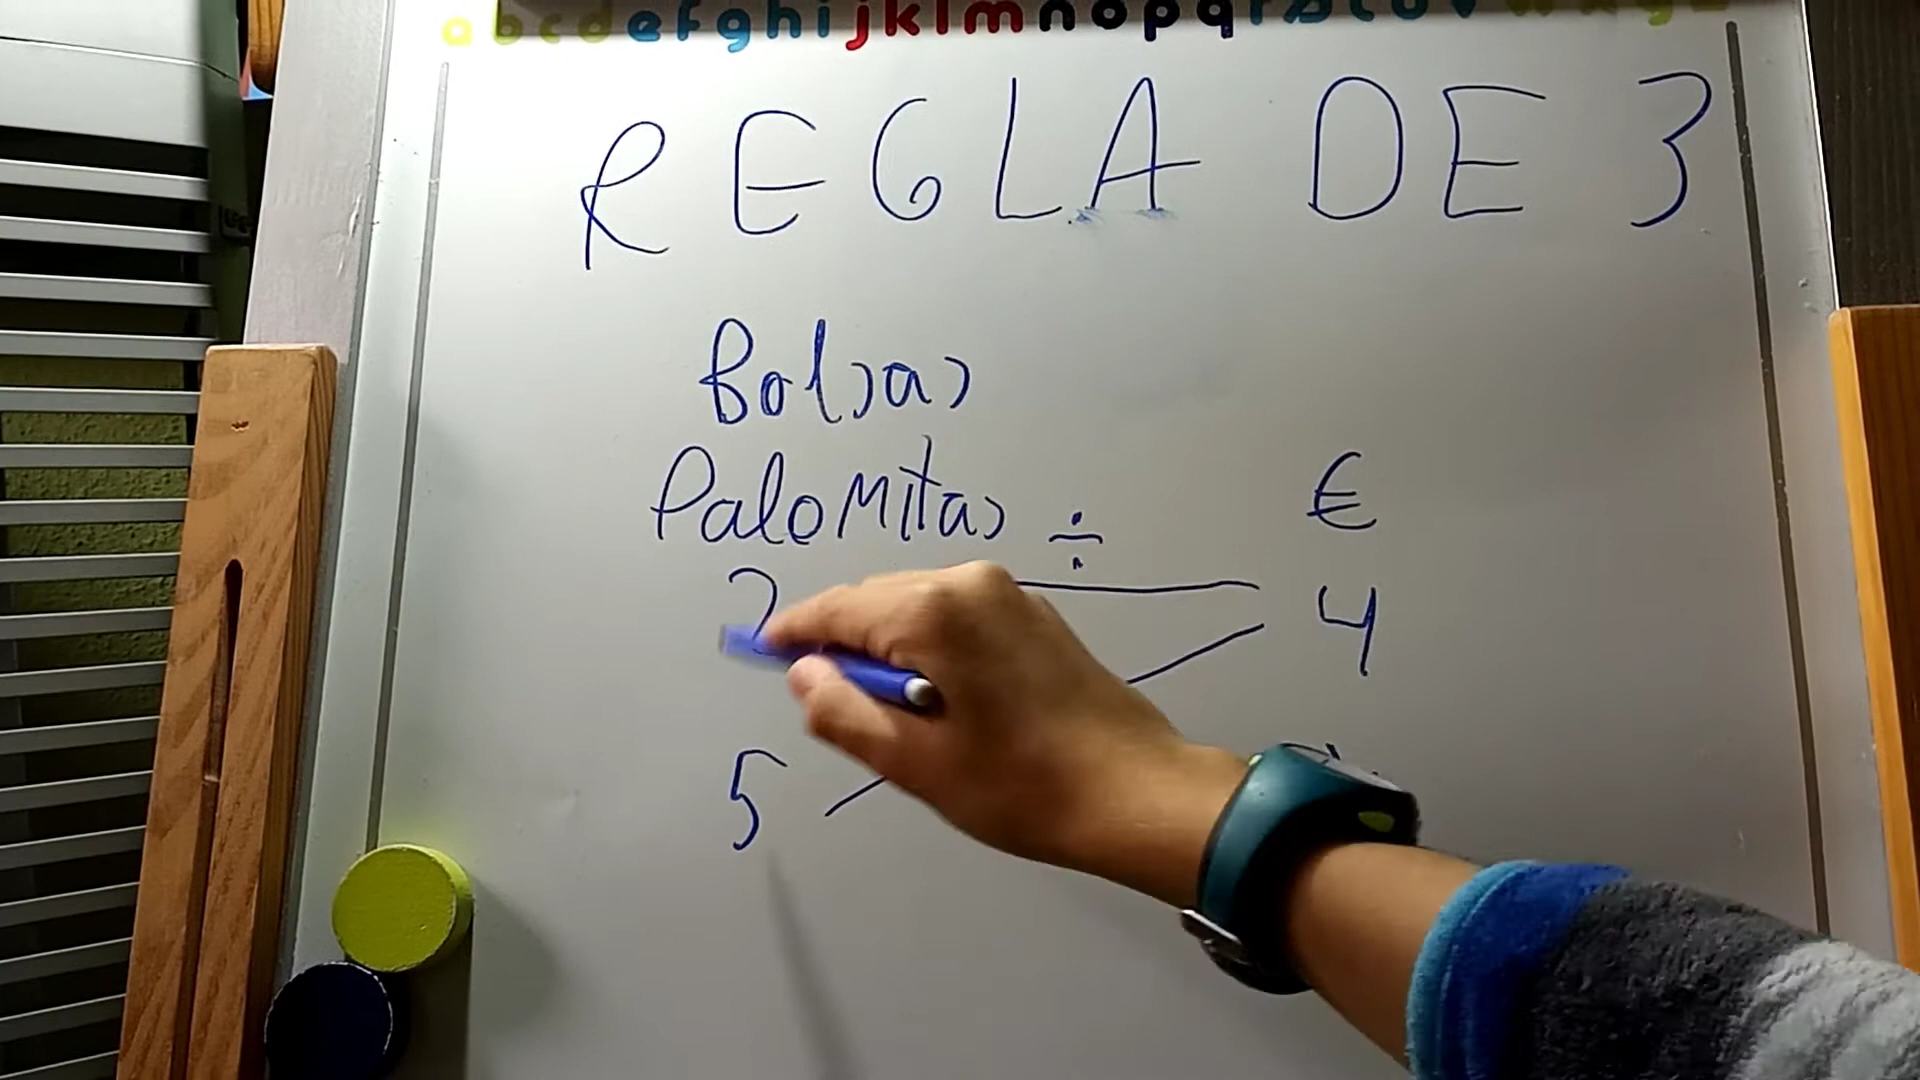 a b c d e f g h i j k l m n o p q r s t u v w x y z
REGLA DE 3
Bolsas
Palomitas ÷ €
2 4
5